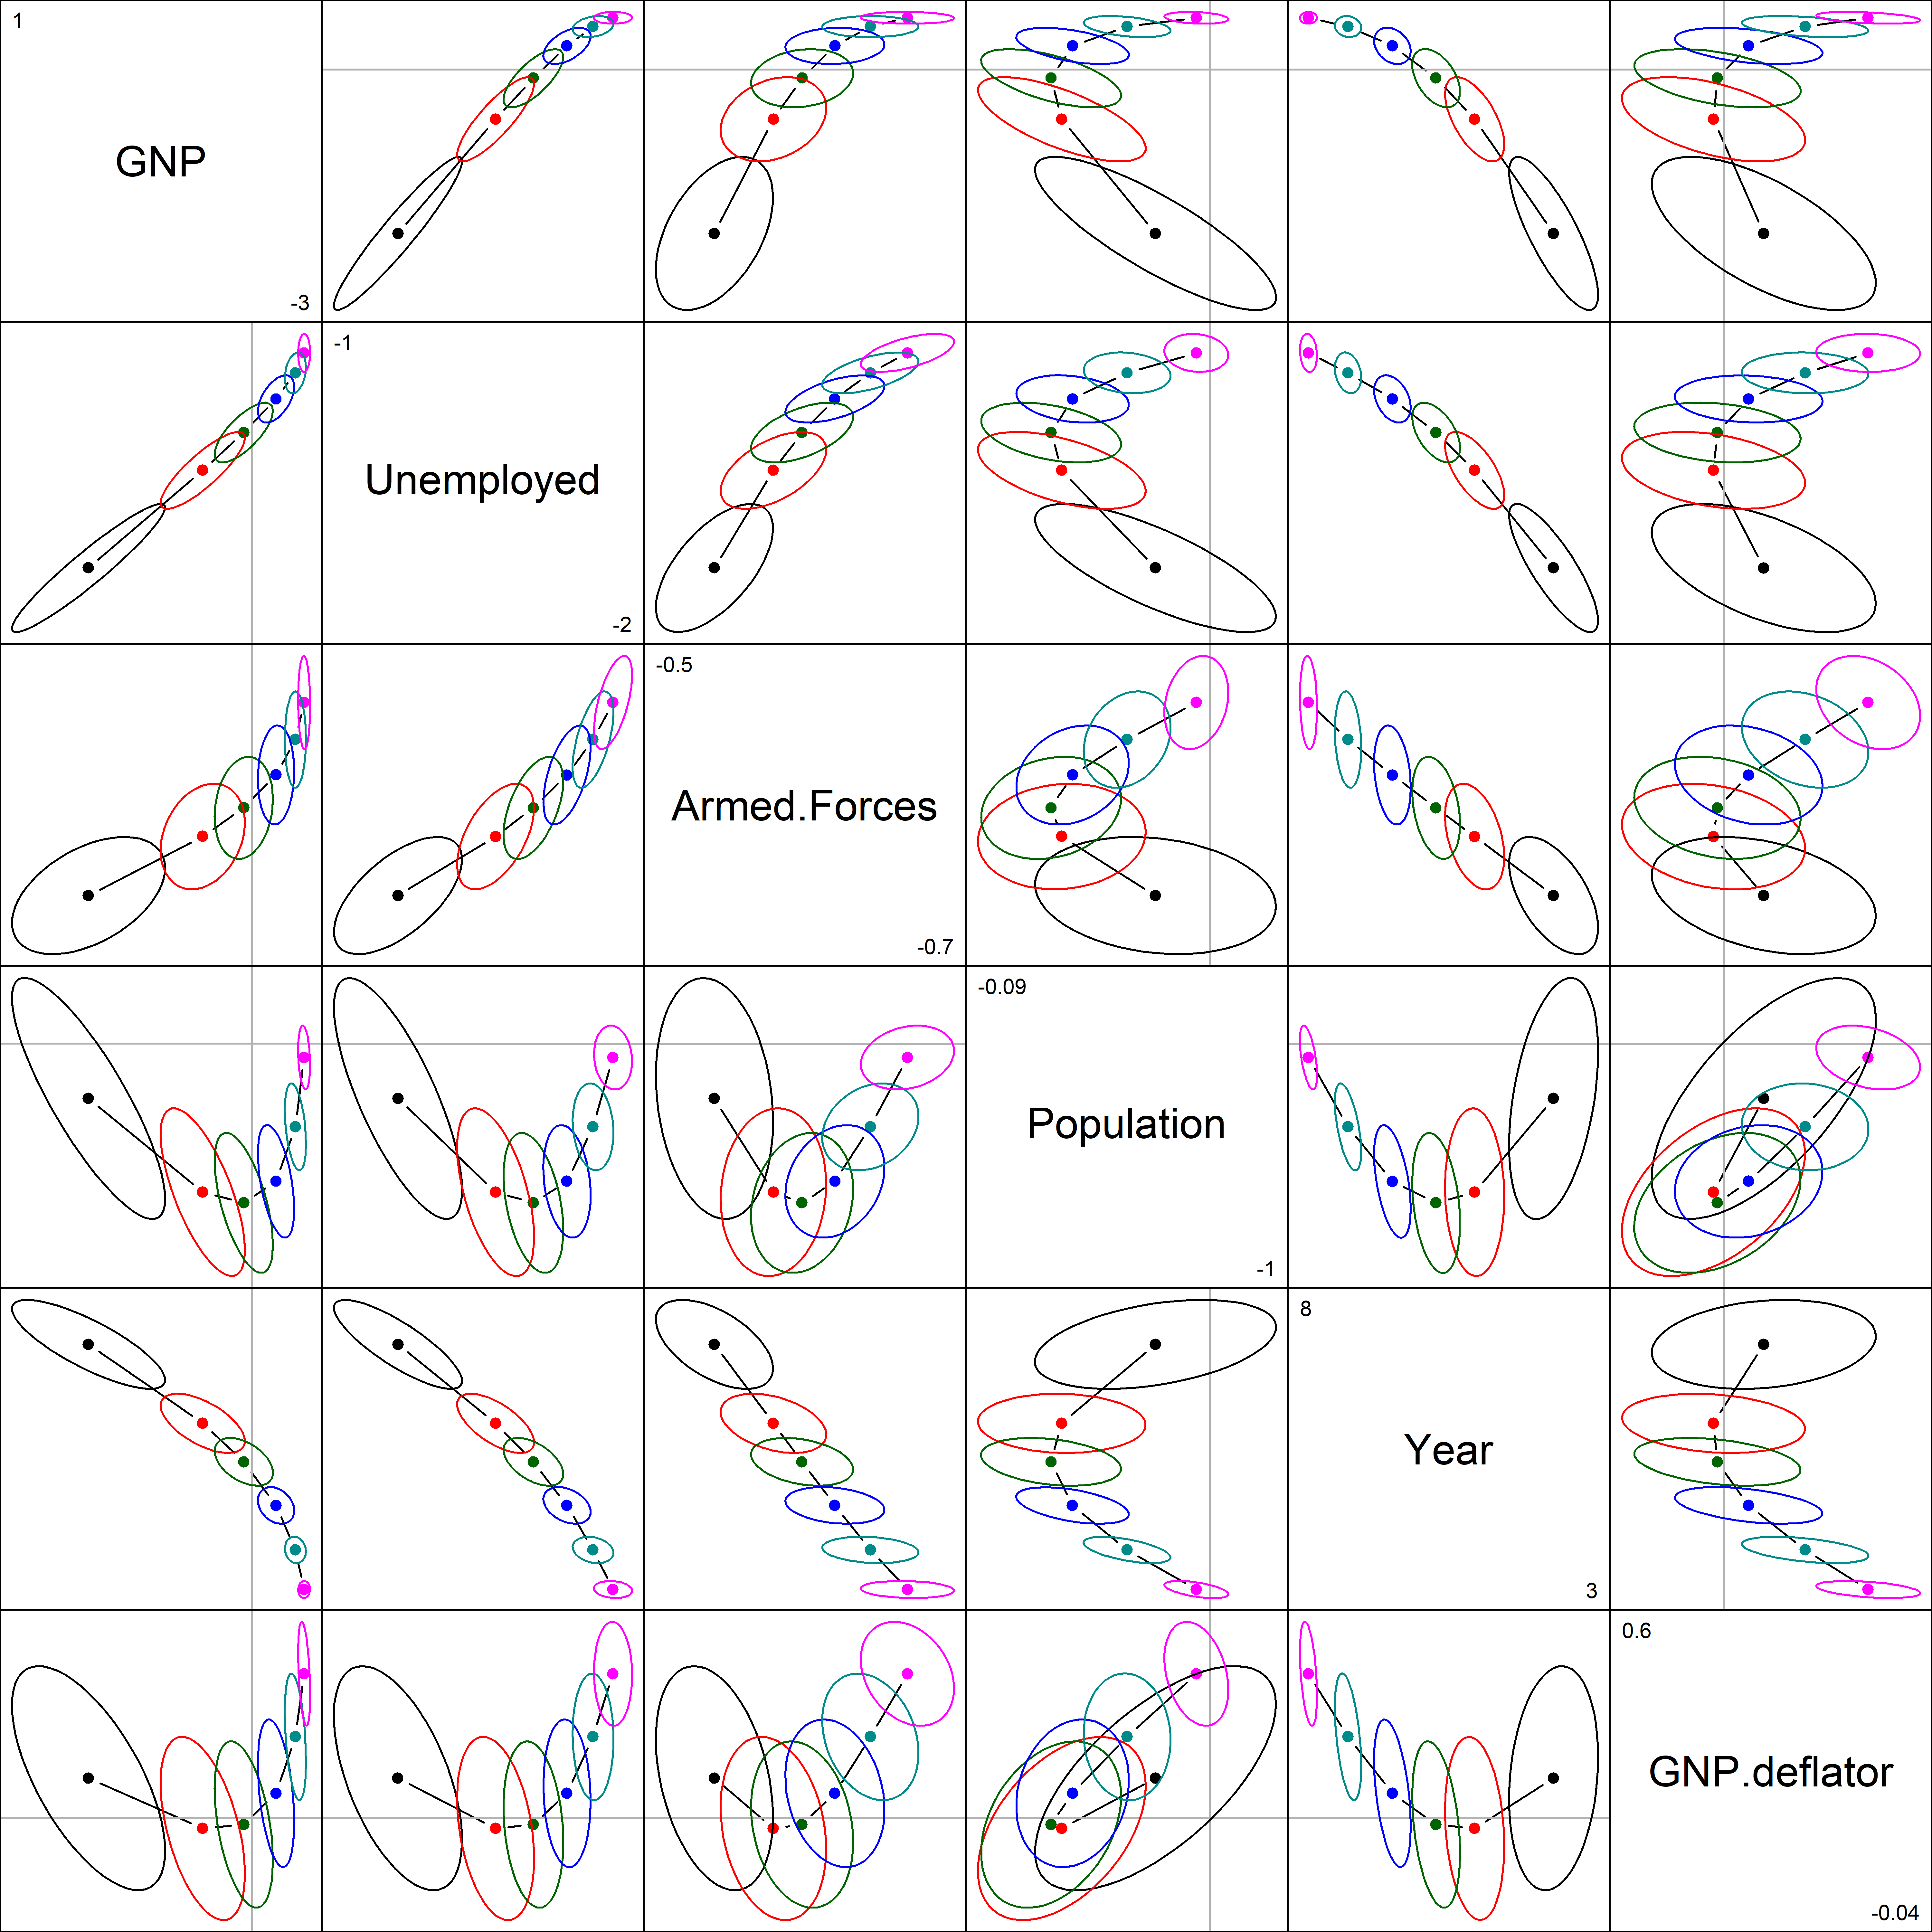 1
GNP
-3
-1
Unemployed
-2
-0.5
Armed.Forces
-0.7
-0.09
Population
-1
8
Year
3
0.6
GNP.deflator
-0.04